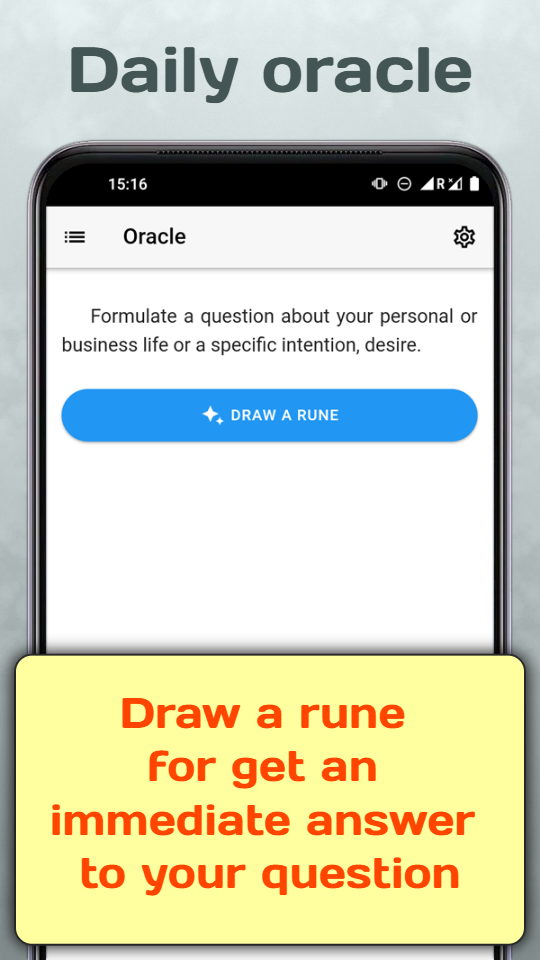 Daily oracle
15:16
R
Oracle
Formulate a question about your personal or
business life or a specific intention, desire.
DRAW A RUNE
Draw a rune
for get an
immediate answer
to your question